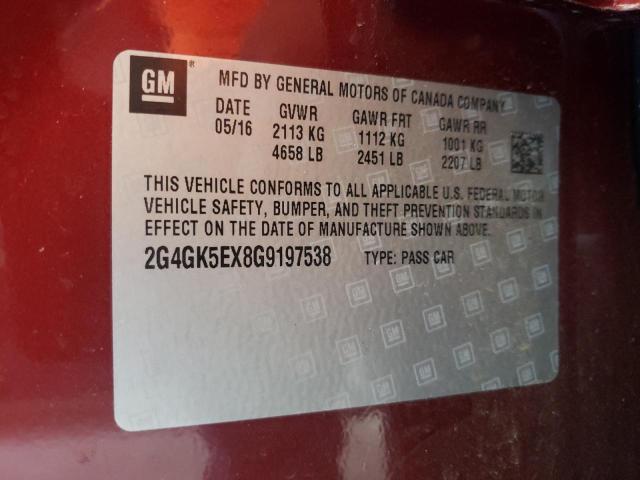 GM
MFD BY GENERAL MOTORS OF CANADA COMPANY
DATE GVWR GAWR FRT GAWR RR
05/16 2113 KG 1112 KG 1001 KG
4658 LB 2451 LB 2207 LB
THIS VEHICLE CONFORMS TO ALL APPLICABLE U.S. FEDERAL MOTOR
VEHICLE SAFETY, BUMPER, AND THEFT PREVENTION STANDARDS IN
EFFECT ON THE DATE OF MANUFACTURE SHOWN ABOVE.
2G4GK5EX8G9197538 TYPE: PASS CAR